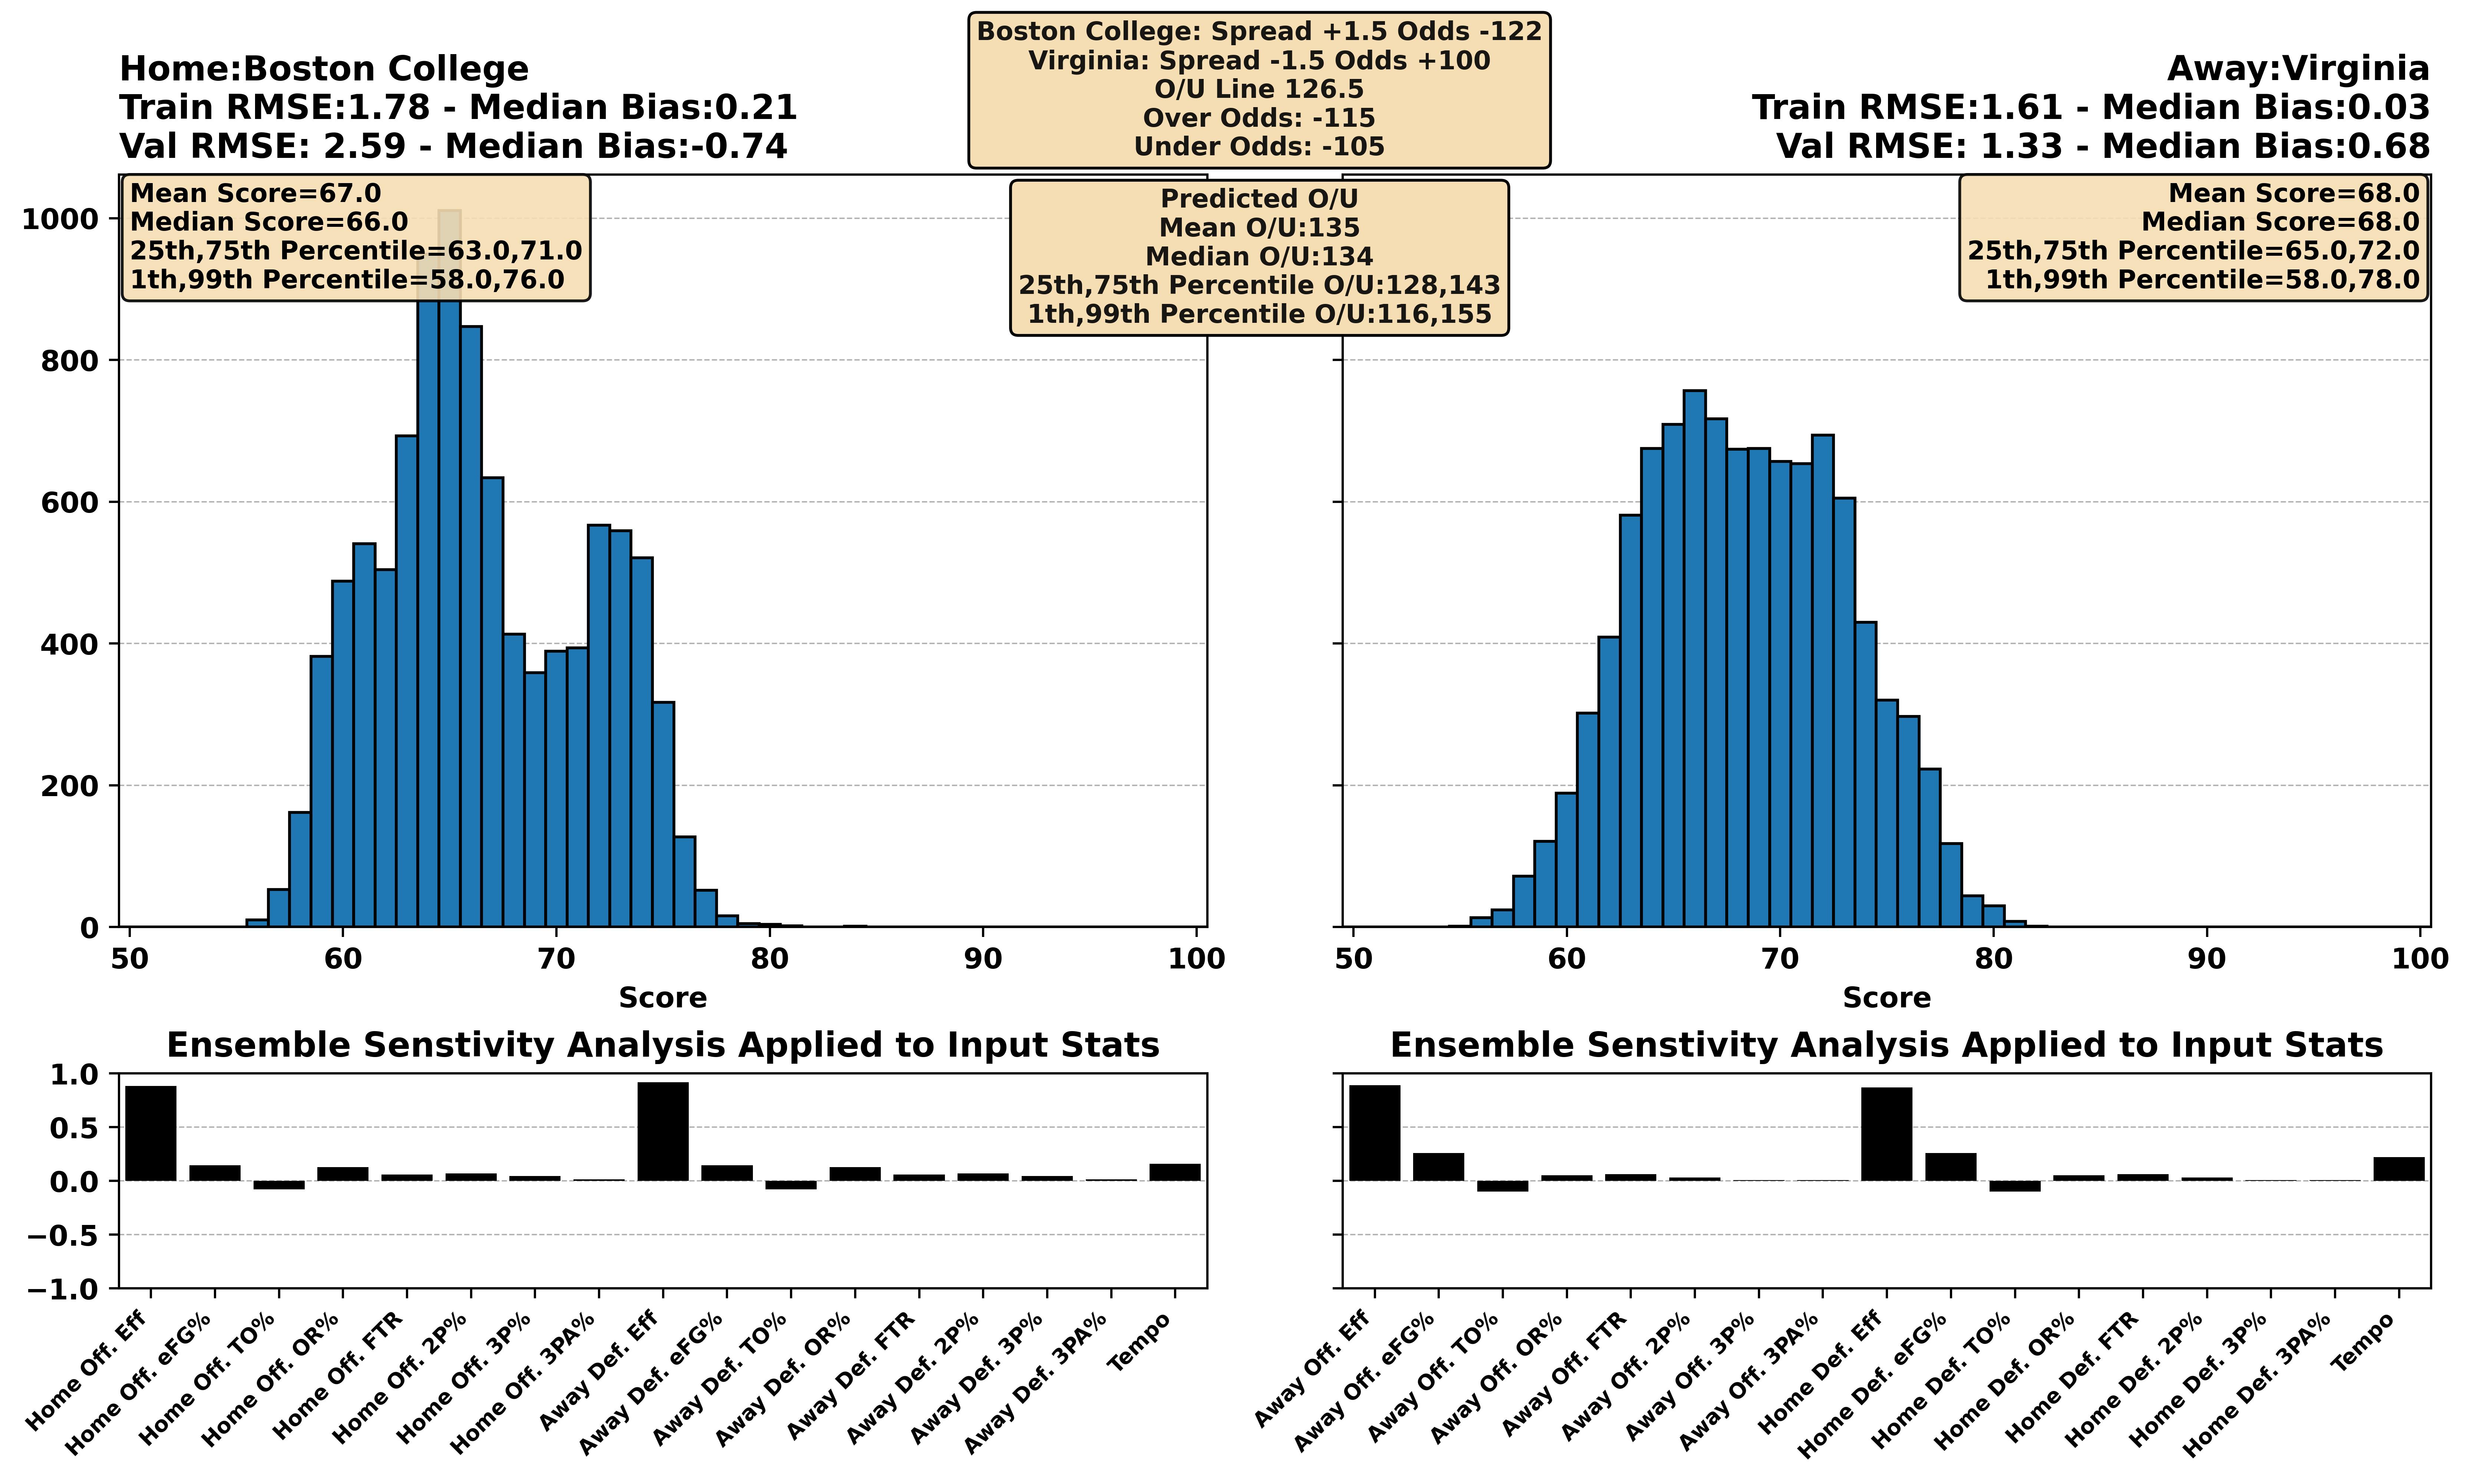 Boston College: Spread +1.5 Odds -122
Virginia: Spread -1.5 Odds +100
O/U Line 126.5
Over Odds: -115
Under Odds: -105
Home:Boston College
Train RMSE:1.78 - Median Bias:0.21
Val RMSE: 2.59 - Median Bias:-0.74
Away:Virginia
Train RMSE:1.61 - Median Bias:0.03
Val RMSE: 1.33 - Median Bias:0.68
Mean Score=67.0
Median Score=66.0
25th,75th Percentile=63.0,71.0
1th,99th Percentile=58.0,76.0
Predicted O/U
Mean O/U:135
Median O/U:134
25th,75th Percentile O/U:128,143
1th,99th Percentile O/U:116,155
Mean Score=68.0
Median Score=68.0
25th,75th Percentile=65.0,72.0
1th,99th Percentile=58.0,78.0
1000
800
600
400
200
0
50 60 70 80 90 100
Score
50 60 70 80 90 100
Score
Ensemble Senstivity Analysis Applied to Input Stats
1.0
0.5
0.0
−0.5
−1.0
Home Off. Eff
Home Off. eFG%
Home Off. TO%
Home Off. OR%
Home Off. FTR
Home Off. 2P%
Home Off. 3P%
Home Off. 3PA%
Away Def. Eff
Away Def. eFG%
Away Def. TO%
Away Def. OR%
Away Def. FTR
Away Def. 2P%
Away Def. 3P%
Away Def. 3PA%
Tempo
Ensemble Senstivity Analysis Applied to Input Stats
Away Off. Eff
Away Off. eFG%
Away Off. TO%
Away Off. OR%
Away Off. FTR
Away Off. 2P%
Away Off. 3P%
Away Off. 3PA%
Home Def. Eff
Home Def. eFG%
Home Def. TO%
Home Def. OR%
Home Def. FTR
Home Def. 2P%
Home Def. 3P%
Home Def. 3PA%
Tempo